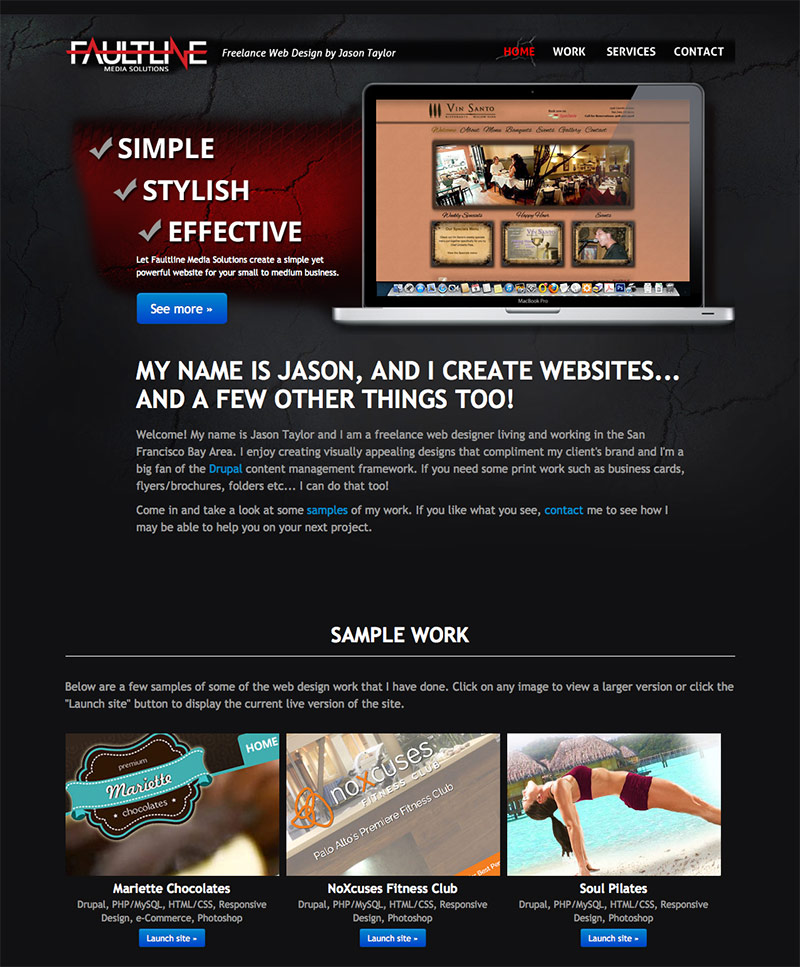 FAULTLINE
MEDIA SOLUTIONS
Freelance Web Design by Jason Taylor
HOME WORK SERVICES CONTACT
SIMPLE
STYLISH
EFFECTIVE
Let Faultline Media Solutions create a simple yet
powerful website for your small to medium business.
See more »
VIN SANTO
Welcome About Menu Banquets Events Gallery Contact
Weekly Specials Happy Hour Events
Our Specials Menu
VIN SANTO
MacBook Pro
MY NAME IS JASON, AND I CREATE WEBSITES...
AND A FEW OTHER THINGS TOO!
Welcome! My name is Jason Taylor and I am a freelance web designer living and working in the San
Francisco Bay Area. I enjoy creating visually appealing designs that compliment my client's brand and I'm a
big fan of the Drupal content management framework. If you need some print work such as business cards,
flyers/brochures, folders etc... I can do that too!
Come in and take a look at some samples of my work. If you like what you see, contact me to see how I
may be able to help you on your next project.
SAMPLE WORK
Below are a few samples of some of the web design work that I have done. Click on any image to view a larger version or click the
"Launch site" button to display the current live version of the site.
HOME
premium
Mariette
chocolates
noXcuses
FITNESS CLUB
Palo Alto's Premiere Fitness Club
Mariette Chocolates
Drupal, PHP/MySQL, HTML/CSS, Responsive
Design, e-Commerce, Photoshop
Launch site »
NoXcuses Fitness Club
Drupal, PHP/MySQL, HTML/CSS, Responsive
Design, Photoshop
Launch site »
Soul Pilates
Drupal, PHP/MySQL, HTML/CSS, Responsive
Design, Photoshop
Launch site »